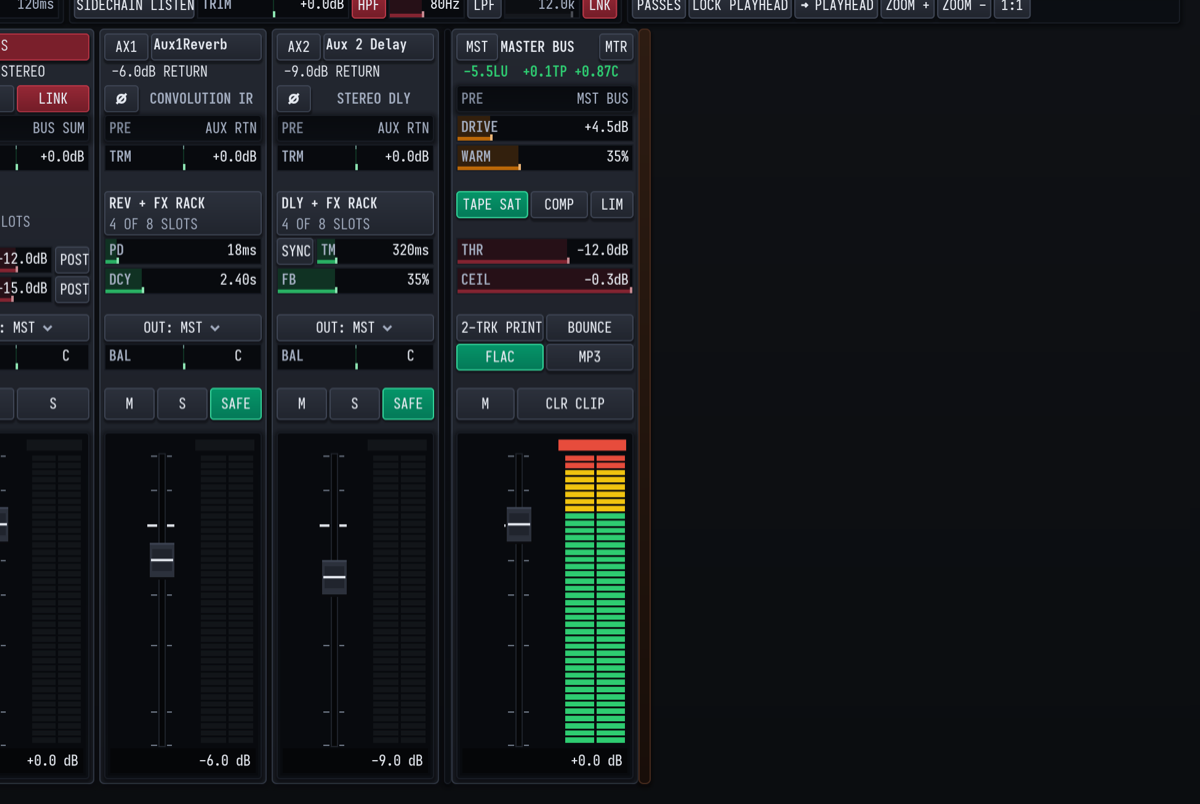 120ms SIDECHAIN LISTEN TRIM +0.0dB HPF 80Hz LPF 12.0k LNK PASSES LOCK PLAYHEAD → PLAYHEAD ZOOM + ZOOM - 1:1
S
STEREO
LINK
BUS SUM
+0.0dB
LOTS
-12.0dB POST
-15.0dB POST
: MST
C
S
+0.0 dB
AX1 Aux1Reverb
-6.0dB RETURN
Ø CONVOLUTION IR
PRE AUX RTN
TRM +0.0dB
REV + FX RACK
4 OF 8 SLOTS
PD 18ms
DCY 2.40s
OUT: MST
BAL C
M S SAFE
-6.0 dB
AX2 Aux 2 Delay
-9.0dB RETURN
Ø STEREO DLY
PRE AUX RTN
TRM +0.0dB
DLY + FX RACK
4 OF 8 SLOTS
SYNC TM 320ms
FB 35%
OUT: MST
BAL C
M S SAFE
-9.0 dB
MST MASTER BUS MTR
-5.5LU +0.1TP +0.87C
PRE MST BUS
DRIVE +4.5dB
WARM 35%
TAPE SAT COMP LIM
THR -12.0dB
CEIL -0.3dB
2-TRK PRINT BOUNCE
FLAC MP3
M CLR CLIP
+0.0 dB